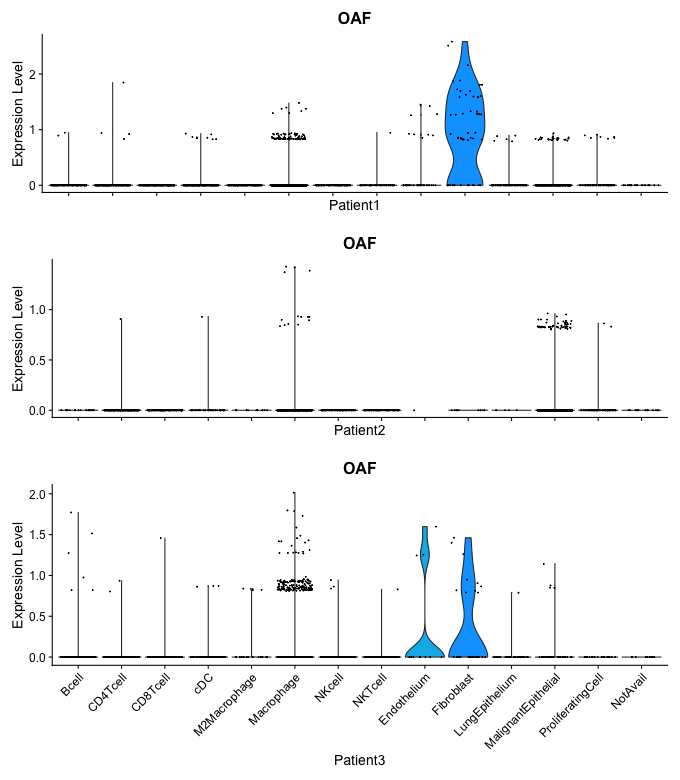 OAF
Expression Level
2
1
0
Patient1
OAF
Expression Level
1.0
0.5
0.0
Patient2
OAF
Expression Level
2.0
1.5
1.0
0.5
0.0
Bcell
CD4Tcell
CD8Tcell
cDC
M2Macrophage
Macrophage
NKcell
NKTcell
Endothelium
Fibroblast
LungEpithelium
MalignantEpithelial
ProliferatingCell
NotAvail
Patient3